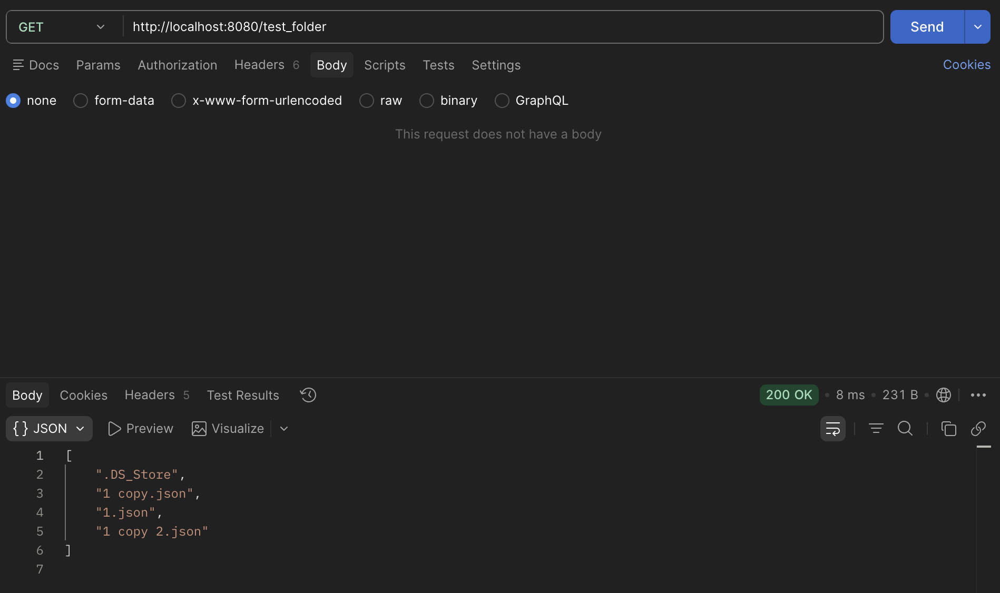 GET http://localhost:8080/test_folder Send
Docs Params Authorization Headers 6 Body Scripts Tests Settings Cookies
none form-data x-www-form-urlencoded raw binary GraphQL
This request does not have a body
Body Cookies Headers 5 Test Results 200 OK • 8 ms • 231 B •
{ } JSON Preview Visualize
1 [
2 ".DS_Store",
3 "1 copy.json",
4 "1.json",
5 "1 copy 2.json"
6 ]
7